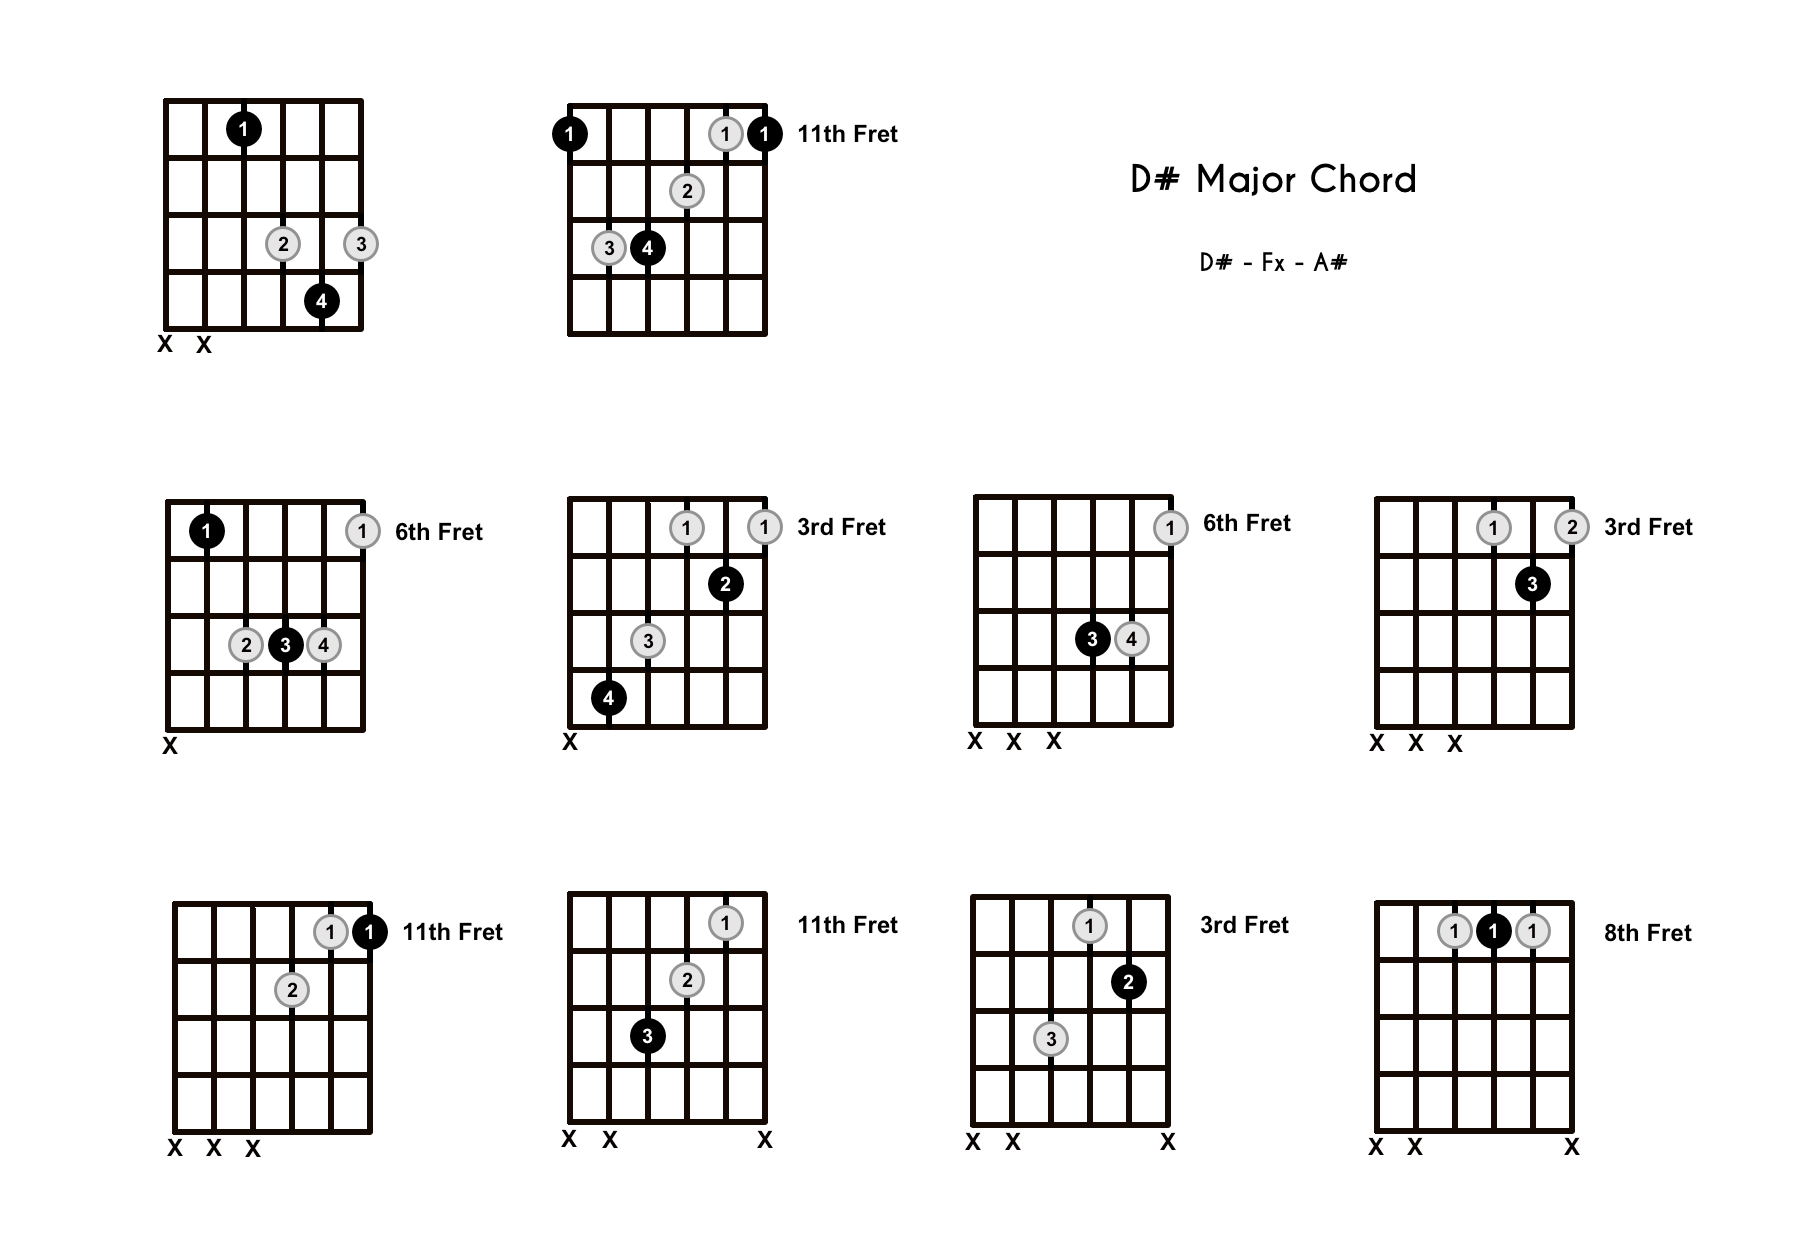 D# Major Chord
D# - Fx - A#
1
2 3
4
X X
1 1 1 11th Fret
2
3 4
1 1 6th Fret
2 3 4
X
1 1 3rd Fret
2
3
4
X
1 6th Fret
3 4
X X X
1 2 3rd Fret
3
X X X
1 1 11th Fret
2
X X X
1 11th Fret
2
3
X X X
1 3rd Fret
2
3
X X X
1 1 1 8th Fret
X X X